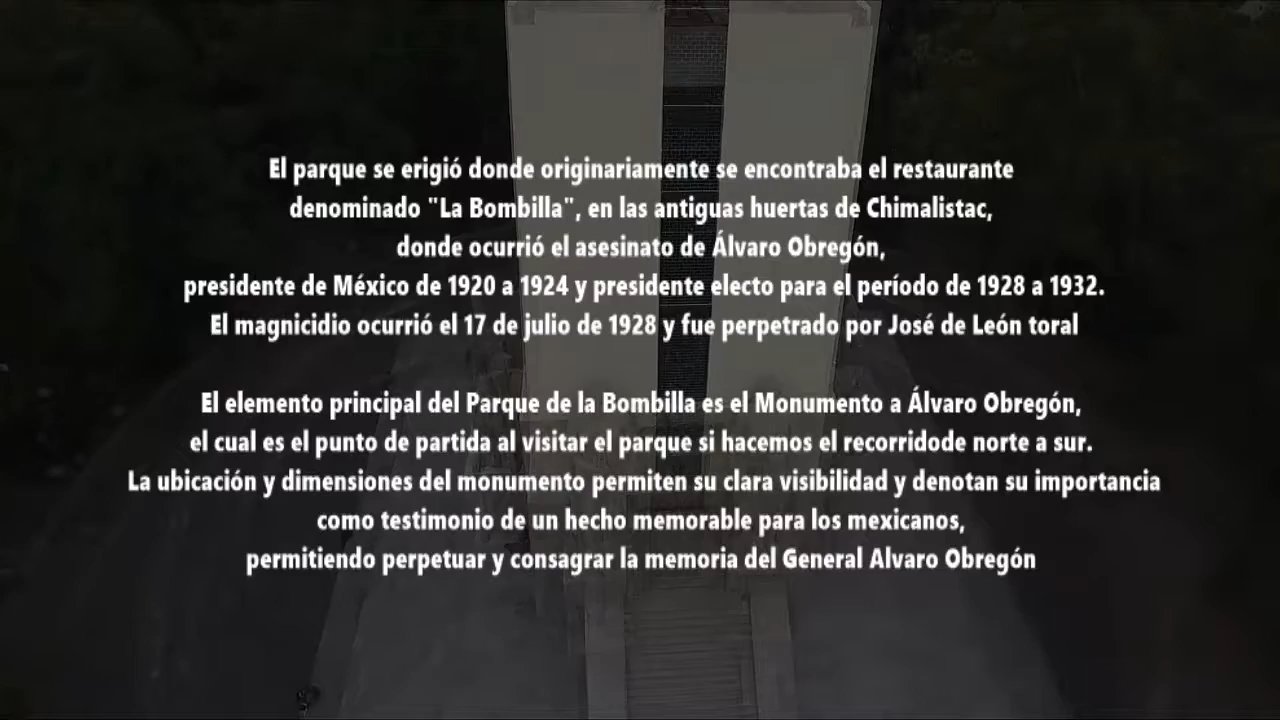 El parque se erigió donde originariamente se encontraba el restaurante
denominado "La Bombilla", en las antiguas huertas de Chimalistac,
donde ocurrió el asesinato de Álvaro Obregón,
presidente de México de 1920 a 1924 y presidente electo para el período de 1928 a 1932.
El magnicidio ocurrió el 17 de julio de 1928 y fue perpetrado por José de León toral
El elemento principal del Parque de la Bombilla es el Monumento a Álvaro Obregón,
el cual es el punto de partida al visitar el parque si hacemos el recorridode norte a sur.
La ubicación y dimensiones del monumento permiten su clara visibilidad y denotan su importancia
como testimonio de un hecho memorable para los mexicanos,
permitiendo perpetuar y consagrar la memoria del General Alvaro Obregón